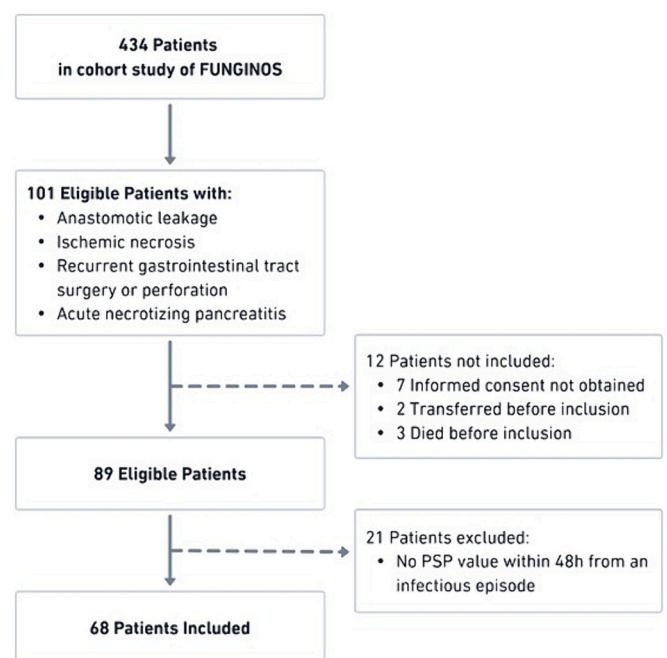 434 Patients
in cohort study of FUNGINOS
101 Eligible Patients with:
• Anastomotic leakage
• Ischemic necrosis
• Recurrent gastrointestinal tract
surgery or perforation
• Acute necrotizing pancreatitis
12 Patients not included:
• 7 Informed consent not obtained
• 2 Transferred before inclusion
• 3 Died before inclusion
89 Eligible Patients
21 Patients excluded:
• No PSP value within 48h from an
infectious episode
68 Patients Included